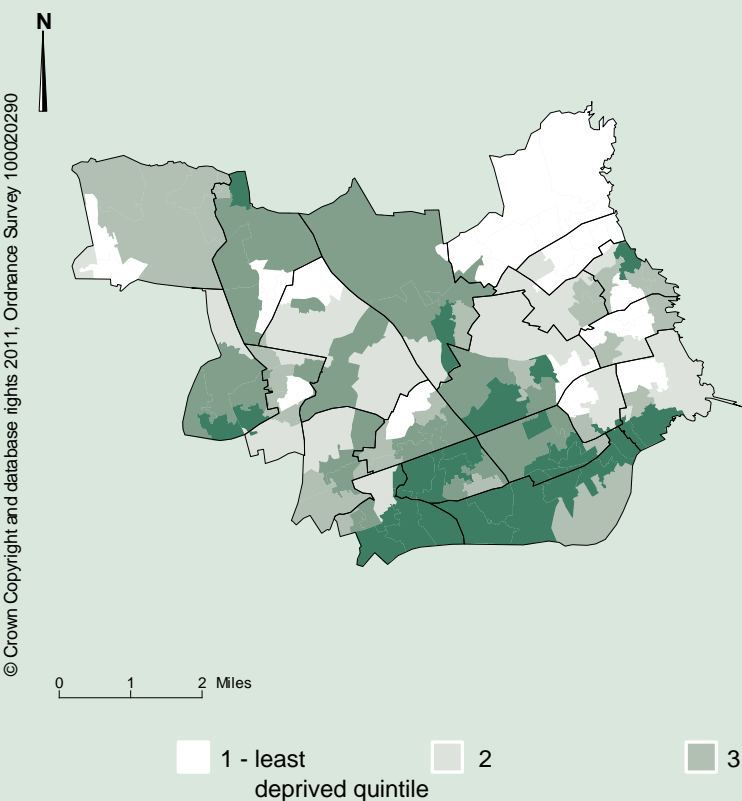 N
© Crown Copyright and database rights 2011, Ordnance Survey 100020290
0 1 2 Miles
1 - least 2 3
deprived quintile